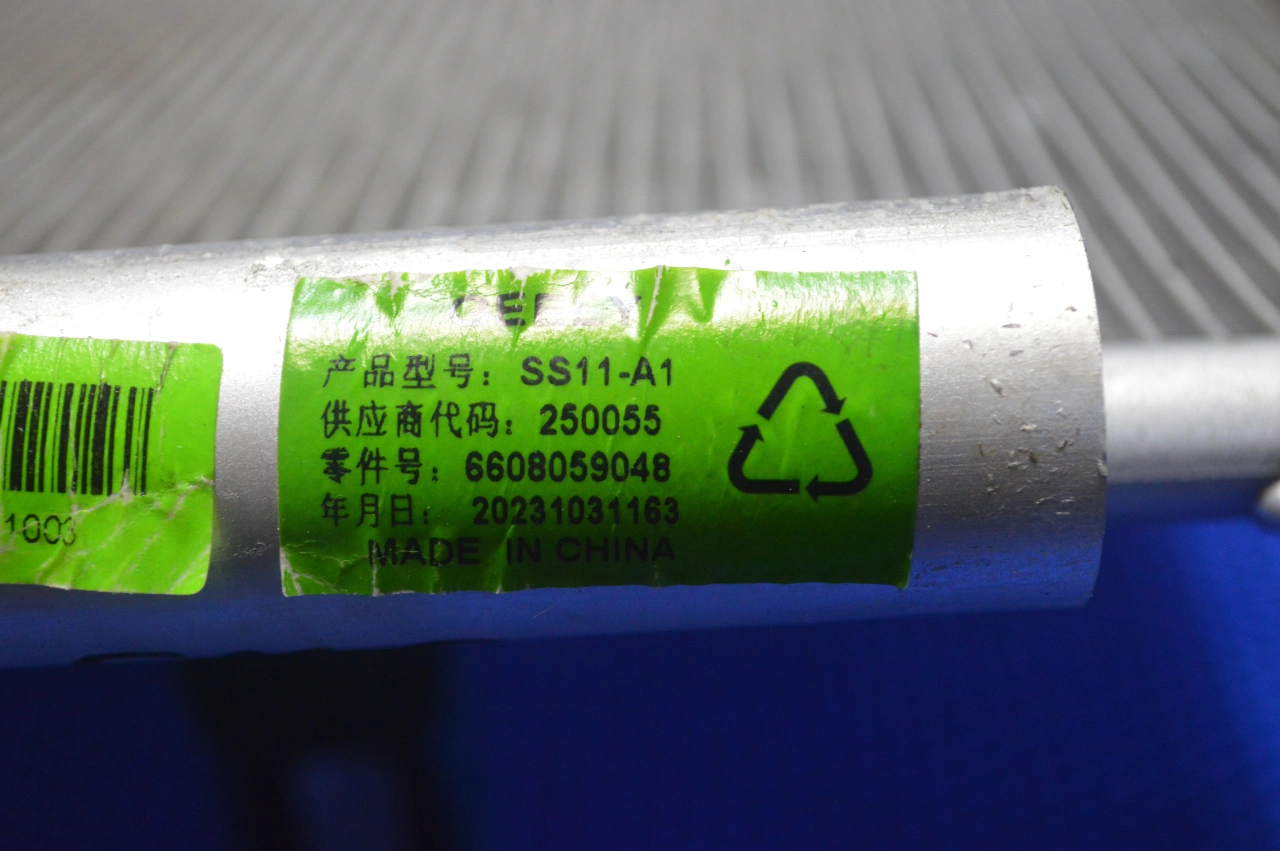 产品型号: SS11-A1
供应商代码: 250055
零件号: 6608059048
年月日: 20231031163
MADE IN CHINA
1003